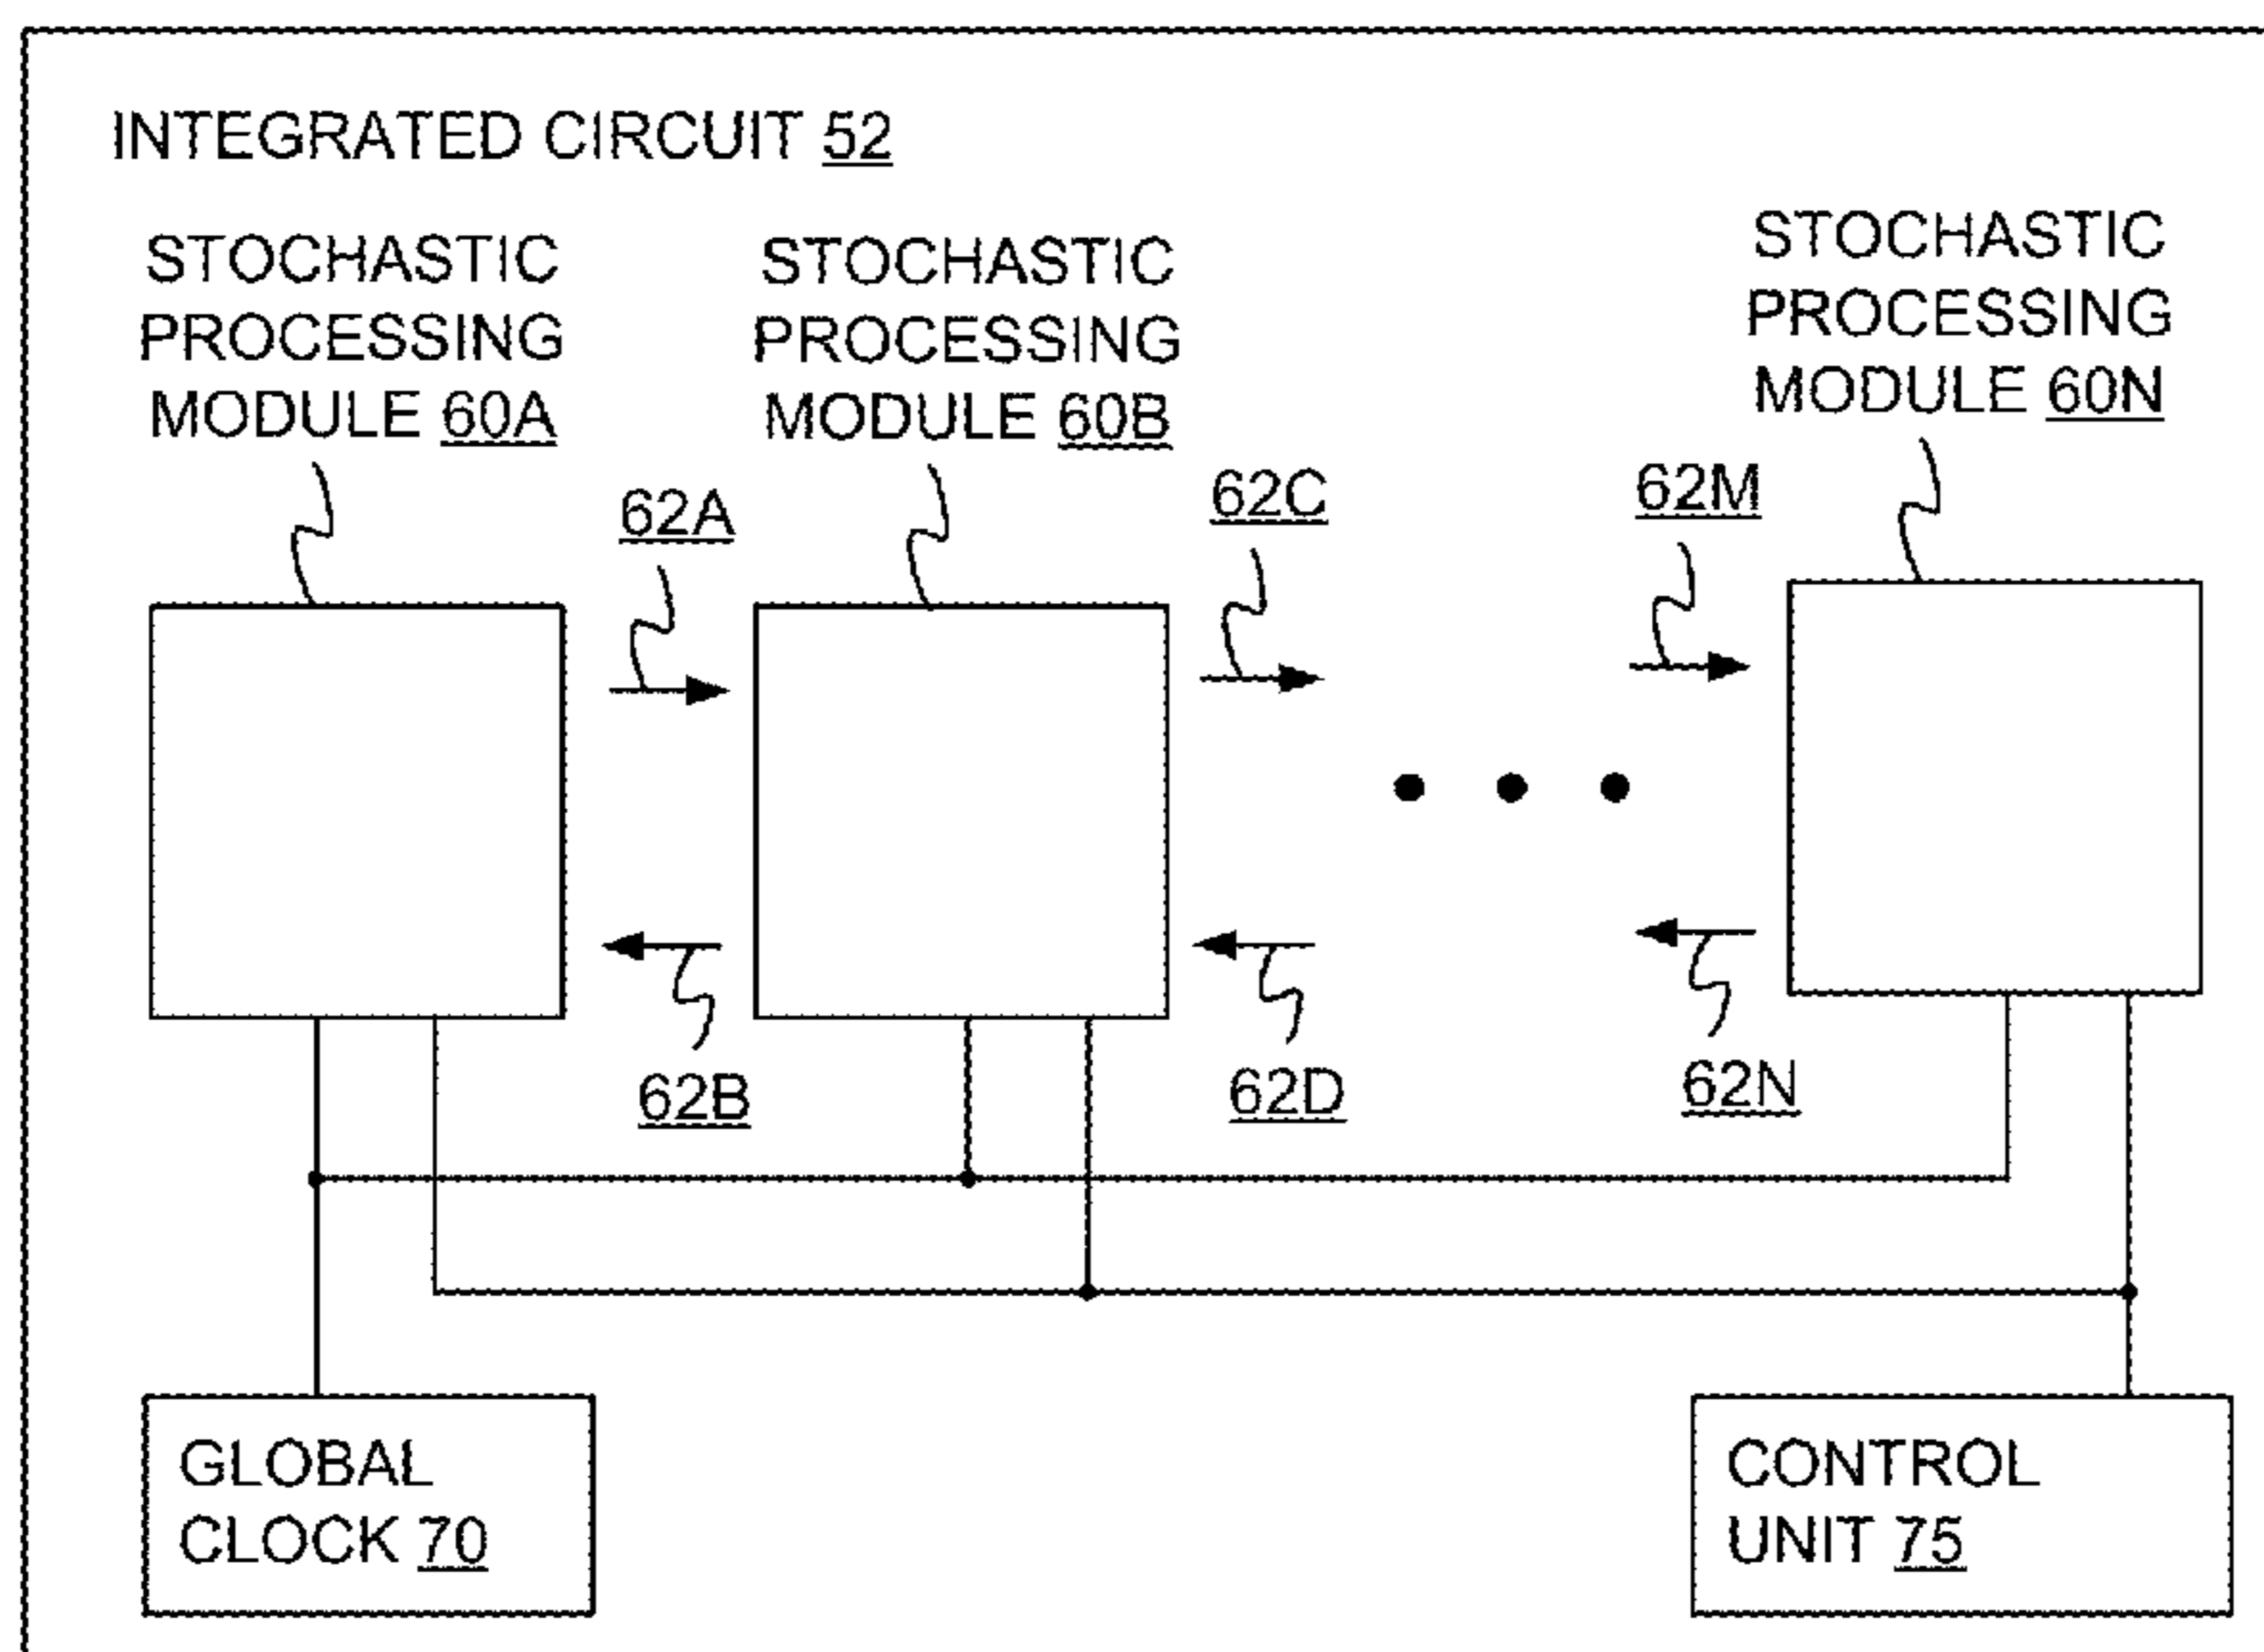 INTEGRATED CIRCUIT 52
STOCHASTIC
PROCESSING
MODULE 60A
STOCHASTIC
PROCESSING
MODULE 60B
STOCHASTIC
PROCESSING
MODULE 60N
62A
62C
62M
62B
62D
62N
GLOBAL
CLOCK 70
CONTROL
UNIT 75